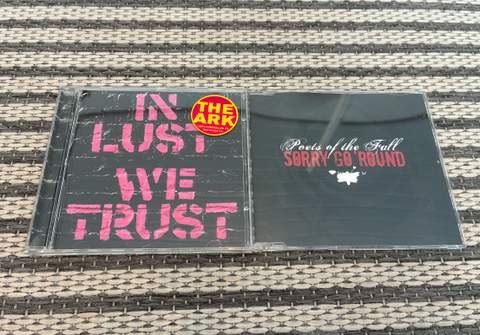 IN
LUST
WE
TRUST
THE
ARK
Poets of the Fall
SORRY GO 'ROUND